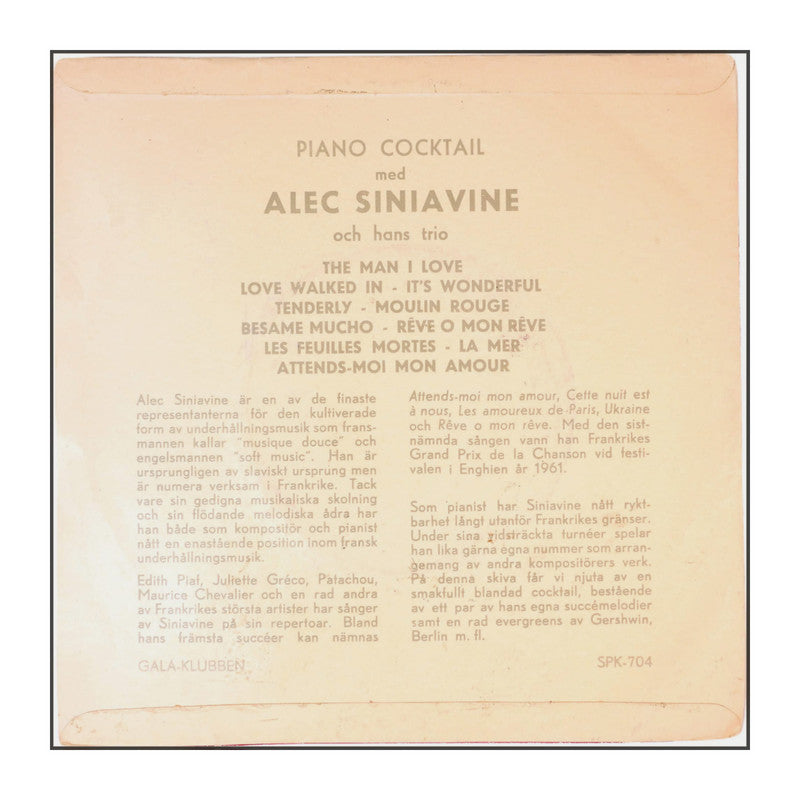 PIANO COCKTAIL
med
ALEC SINIAVINE
och hans trio
THE MAN I LOVE
LOVE WALKED IN - IT'S WONDERFUL
TENDERLY - MOULIN ROUGE
BESAME MUCHO - RÊVE O MON RÊVE
LES FEUILLES MORTES - LA MER
ATTENDS-MOI MON AMOUR
Alec Siniavine är en av de finaste
representanterna för den kultiverade
form av underhållningsmusik som frans-
mannen kallar "musique douce" och
engelsmannen "soft music". Han är
ursprungligen av slaviskt ursprung men
är numera verksam i Frankrike. Tack
vare sin gedigna musikaliska skolning
och sin flödande melodiska ådra har
han både som kompositör och pianist
nått en enastående position inom fransk
underhållningsmusik.
Edith Piaf, Juliette Gréco, Patachou,
Maurice Chevalier och en rad andra
av Frankrikes största artister har sånger
av Siniavine på sin repertoar. Bland
hans främsta succéer kan nämnas
Attends-moi mon amour, Cette nuit est
à nous, Les amoureux de Paris, Ukraine
och Rêve o mon rêve. Med den sist-
nämnda sången vann han Frankrikes
Grand Prix de la Chanson vid festi-
valen i Enghien år 1961.
Som pianist har Siniavine nått rykt-
barhet långt utanför Frankrikes gränser.
Under sina vidsträckta turnéer spelar
han lika gärna egna nummer som arran-
gemang av andra kompositörers verk.
På denna skiva får vi njuta av en
smakfullt blandad cocktail, bestående
av ett par av hans egna succémelodier
samt en rad evergreens av Gershwin,
Berlin m. fl.
GALA-KLUBBEN
SPK-704